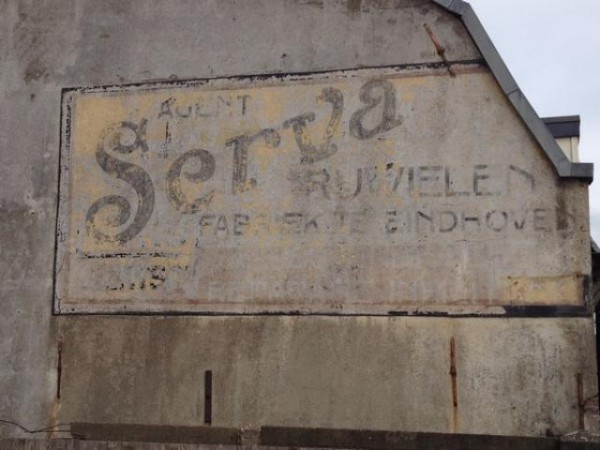 AGENT
Serva
RIJWIELEN
FABRIEK TE EINDHOVEN